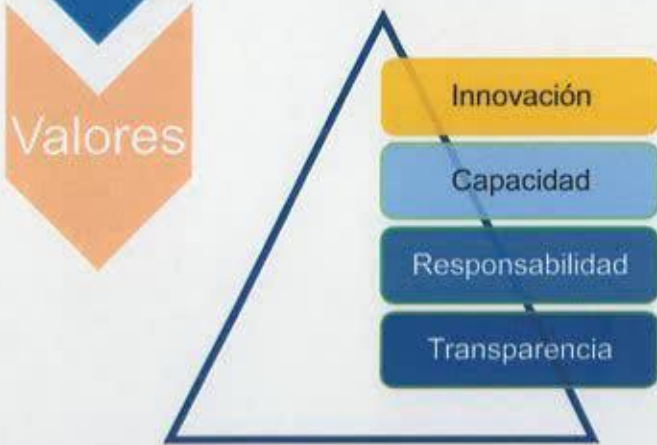 Valores
Innovación
Capacidad
Responsabilidad
Transparencia